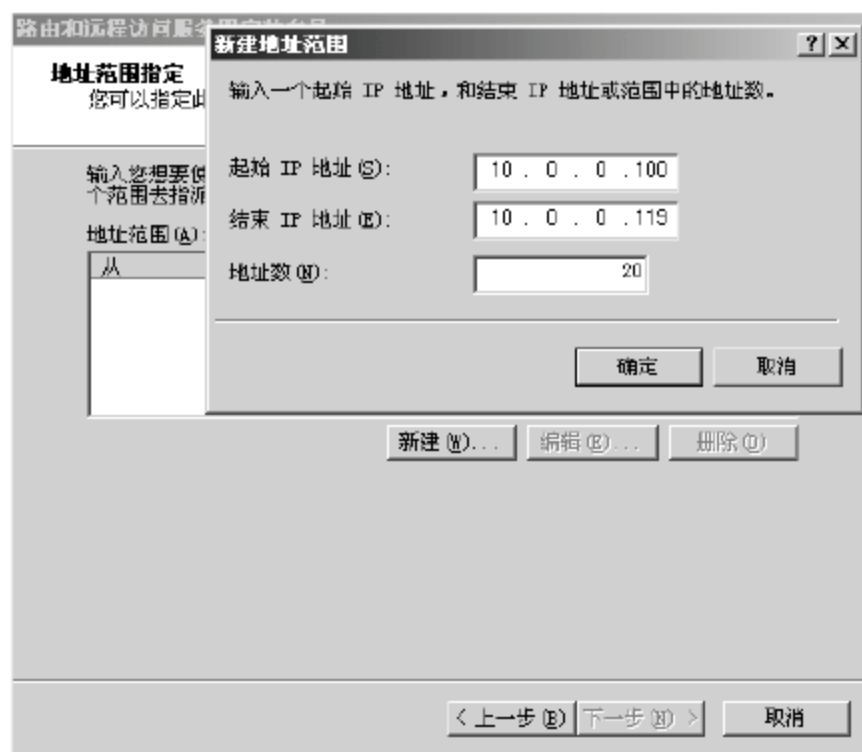 路由和远程访问服务
新建地址范围
地址范围指定
您可以指定此
输入一个起始 IP 地址，和结束 IP 地址或范围中的地址数。
输入您想要使
个范围去指派
起始 IP 地址(S):
10 . 0 . 0 .100
结束 IP 地址(E):
10 . 0 . 0 .119
地址范围(A):
从
地址数(N):
20
确定
取消
新建(W)...
编辑(E)...
删除(D)
< 上一步(B)
下一步(N) >
取消